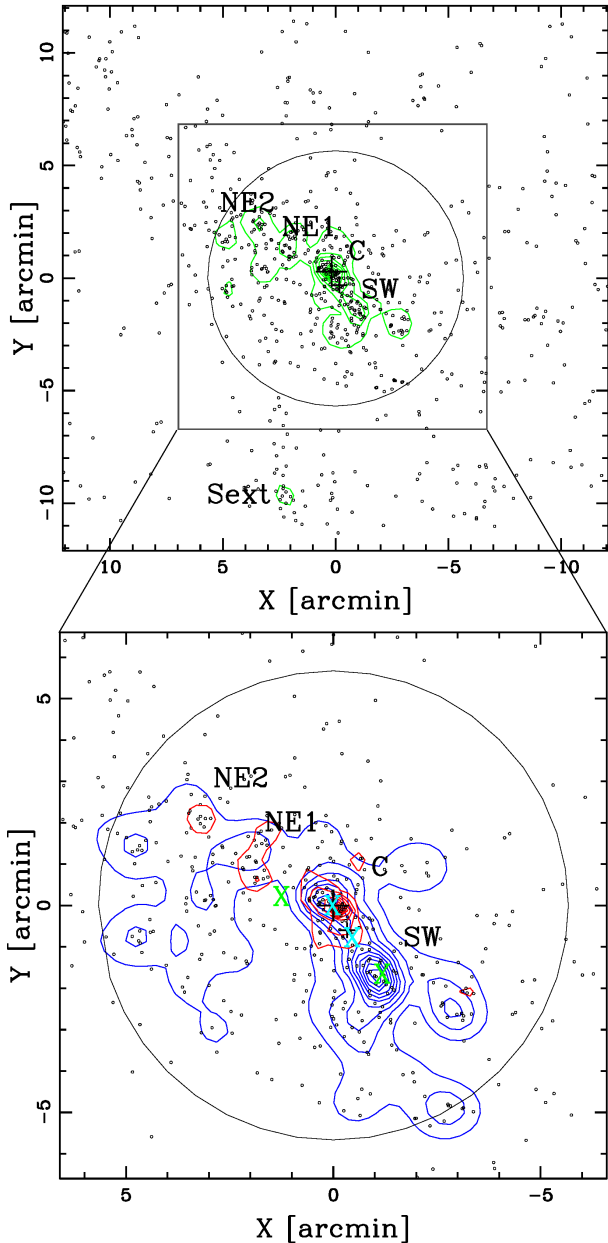 10
5
0
-5
-10
Y [arcmin]
NE2
NE1
C
SW
Sext
10 5 0 -5 -10
X [arcmin]
5
0
-5
Y [arcmin]
NE2
NE1
C
X X
X
SW
X
5 0 -5
X [arcmin]